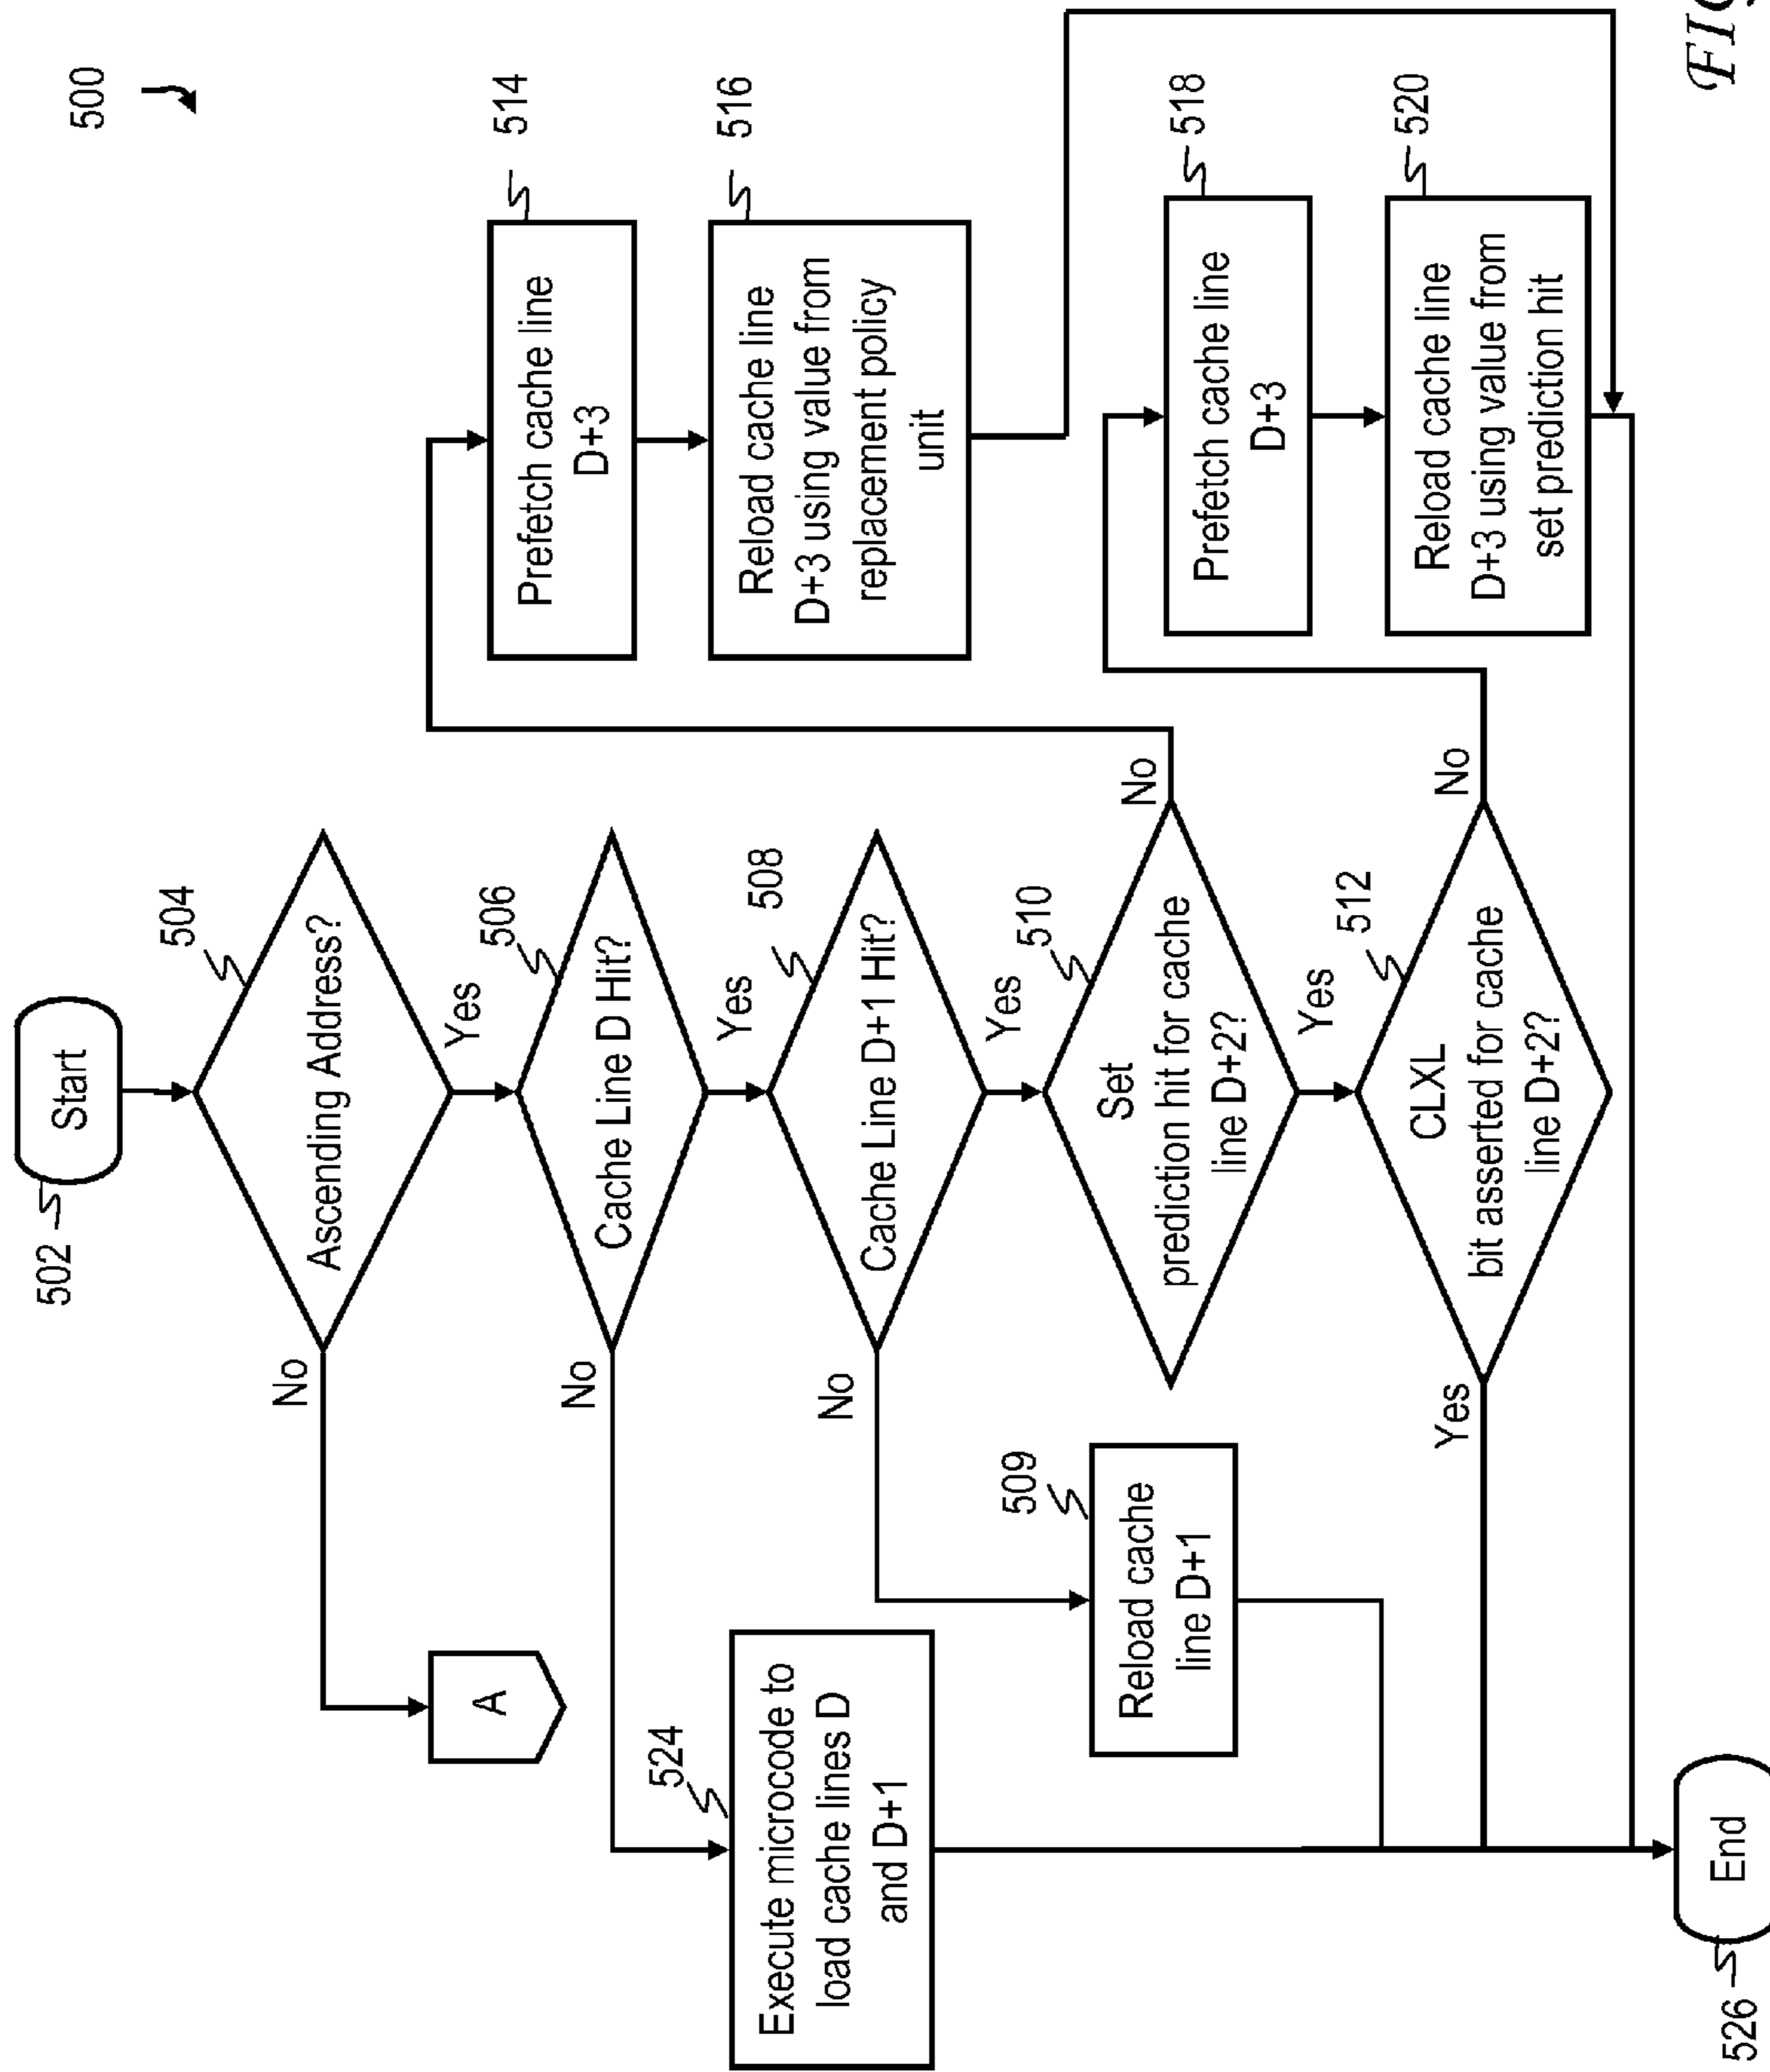 500
502
Start
504
Ascending Address?
No
Yes
A
506
Cache Line D Hit?
No
Yes
524
Execute microcode to
load cache lines D
and D+1
508
Cache Line D+1 Hit?
No
Yes
509
Reload cache
line D+1
510
Set
prediction hit for cache
line D+2?
No
Yes
512
CLXL
bit asserted for cache
line D+2?
Yes
No
514
Prefetch cache line
D+3
516
Reload cache line
D+3 using value from
replacement policy
unit
518
Prefetch cache line
D+3
520
Reload cache line
D+3 using value from
set prediction hit
526
End